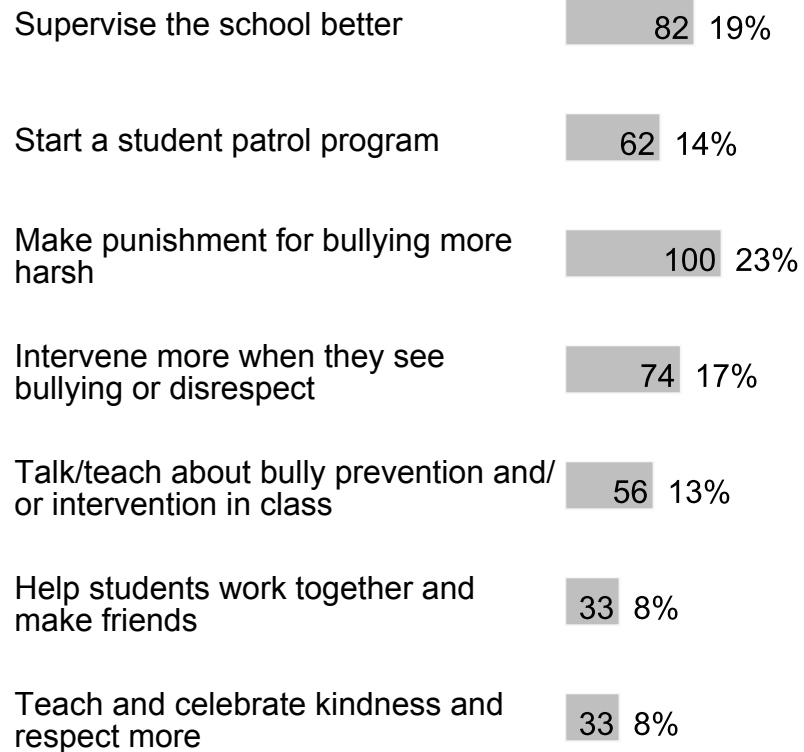 Supervise the school better
82 19%
Start a student patrol program
62 14%
Make punishment for bullying more
harsh
100 23%
Intervene more when they see
bullying or disrespect
74 17%
Talk/teach about bully prevention and/
or intervention in class
56 13%
Help students work together and
make friends
33 8%
Teach and celebrate kindness and
respect more
33 8%